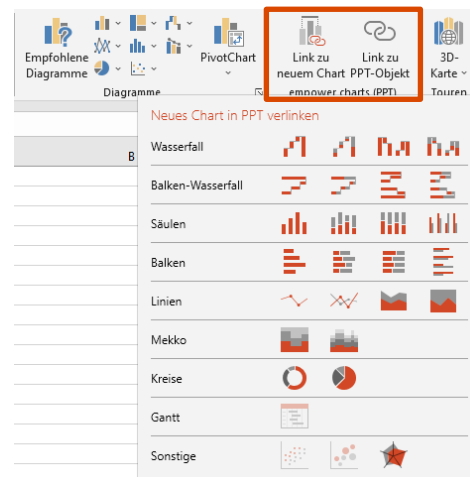 Empfohlene
Diagramme
PivotChart
Link zu
neuem Chart
Link zu
PPT-Objekt
3D-
Karte
Diagramme
empower charts (PPT)
Touren
Neues Chart in PPT verlinken
B
Wasserfall
Balken-Wasserfall
Säulen
Balken
Linien
Mekko
Kreise
Gantt
Sonstige